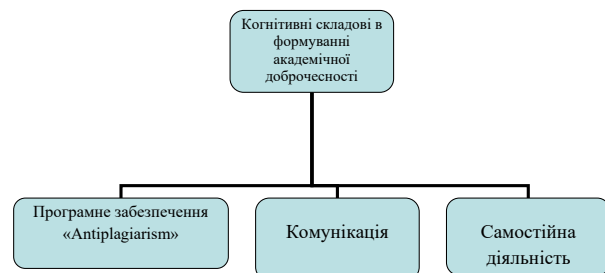 Когнітивні складові в
формуванні
академічної
доброчесності
Програмне забезпечення
«Antiplagiarism»
Комунікація
Самостійна
діяльність